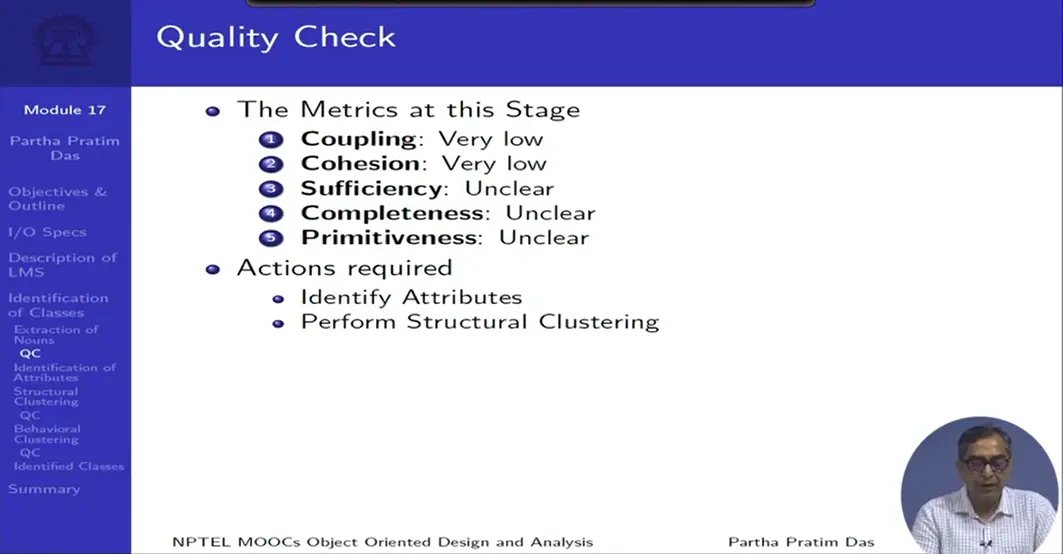 Quality Check
Module 17
Partha Pratim
Das
Objectives &
Outline
I/O Specs
Description of
LMS
Identification
of Classes
Extraction of
Nouns
QC
Identification of
Attributes
Structural
Clustering
QC
Behavioral
Clustering
QC
Identified Classes
Summary
The Metrics at this Stage
1 Coupling: Very low
2 Cohesion: Very low
3 Sufficiency: Unclear
4 Completeness: Unclear
5 Primitiveness: Unclear
Actions required
Identify Attributes
Perform Structural Clustering
NPTEL MOOCs Object Oriented Design and Analysis
Partha Pratim Das